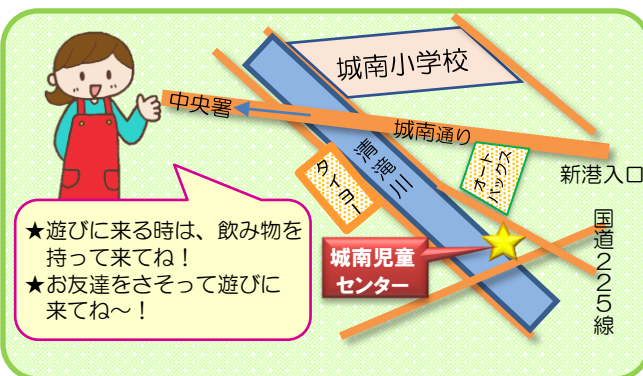 城南小学校
中央署
城南通り
清滝川
タイヨー
オート
バックス
新港入口
国道225線
城南児童
センター
★遊びに来る時は、飲み物を
持って来てね！
★お友達をさそって遊びに
来てね～！